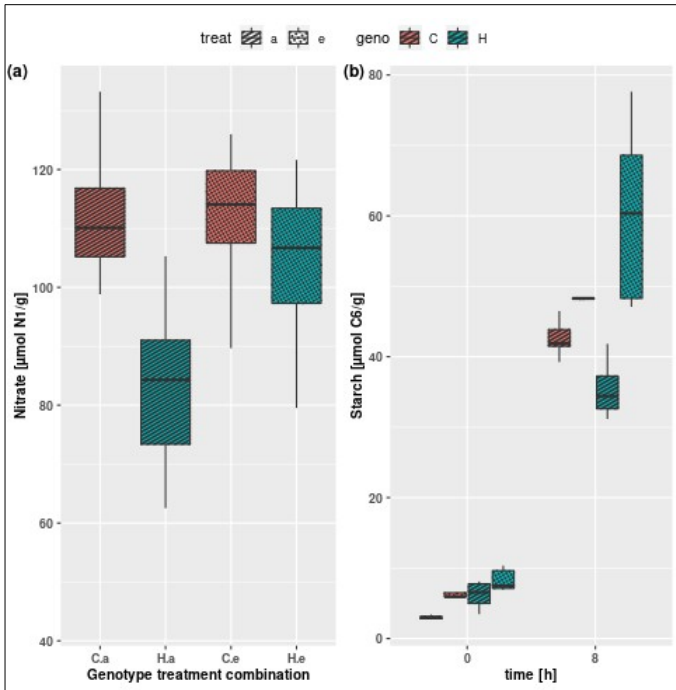 treat a e geno C H
(a)
Nitrate [µmol N1/g]
120
100
80
60
40
C.a H.a C.e H.e
Genotype treatment combination
(b)
Starch [µmol C6/g]
80
60
40
20
0
0 8
time [h]